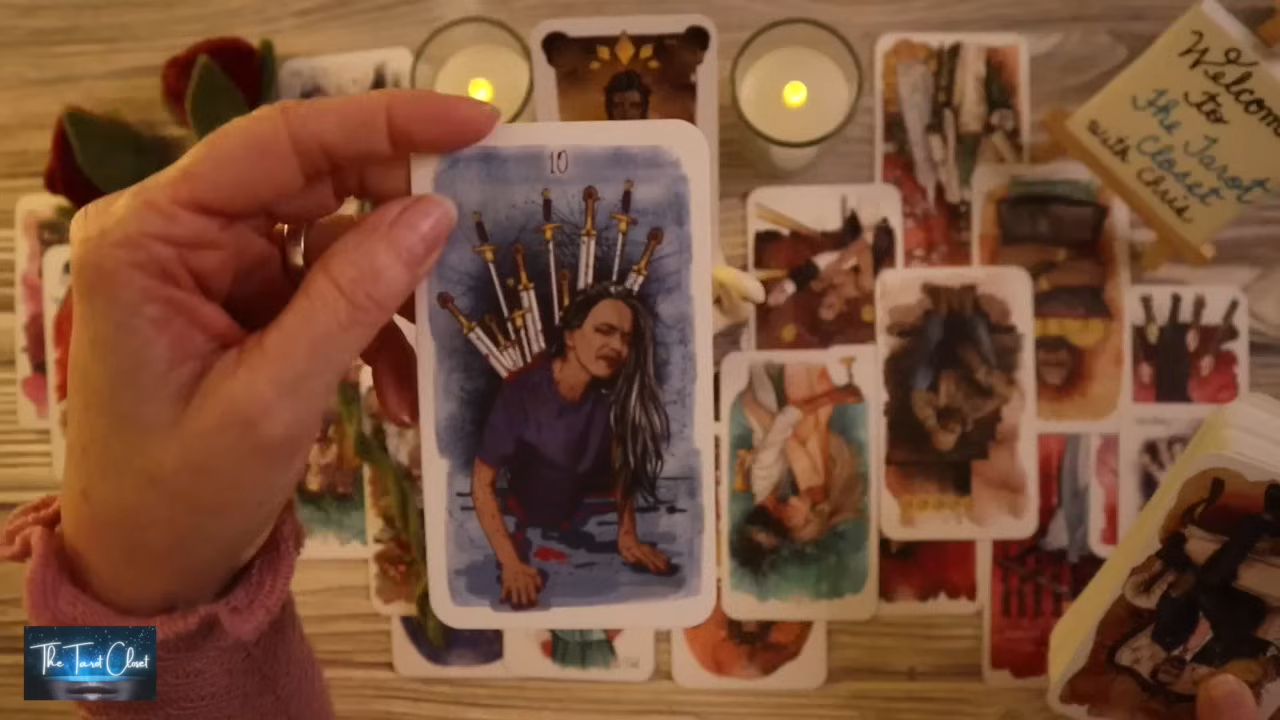 10
Welcome
to
The Tarot
Closet
with Chris
The Tarot Closet